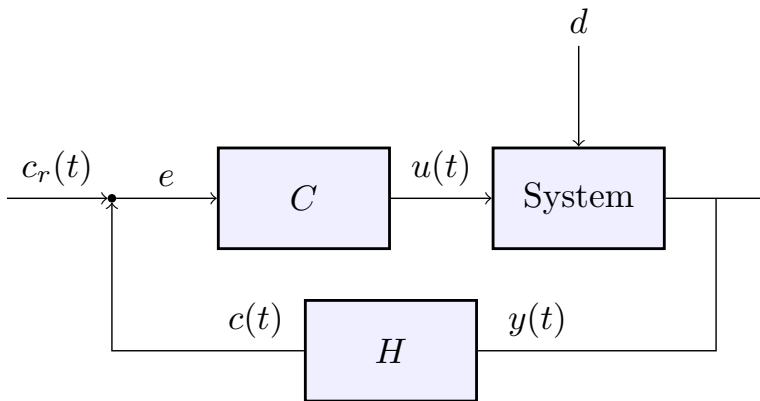 d
c_r(t)
e
C
u(t)
System
c(t)
H
y(t)